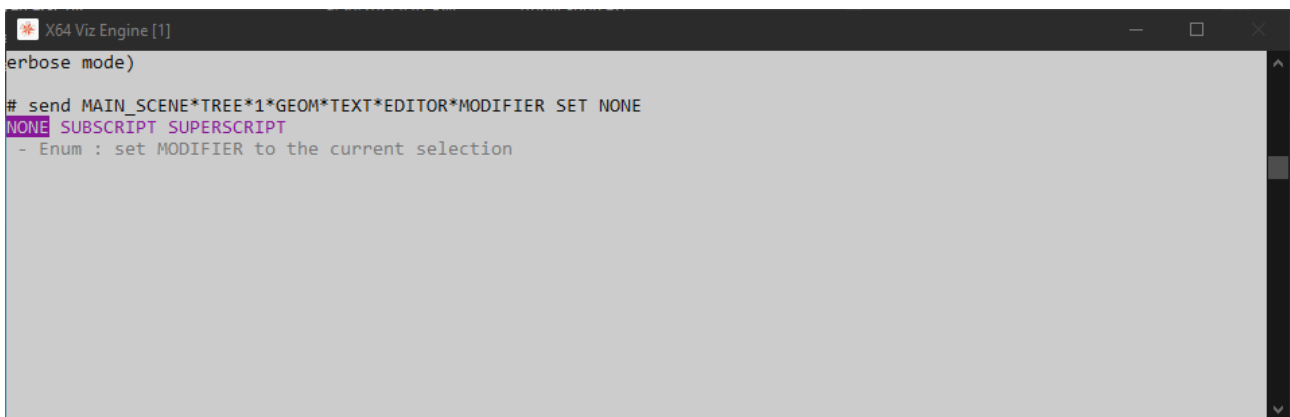 X64 Viz Engine [1]
erbose mode)
# send MAIN_SCENE*TREE*1*GEOM*TEXT*EDITOR*MODIFIER SET NONE
NONE SUBSCRIPT SUPERSCRIPT
- Enum : set MODIFIER to the current selection